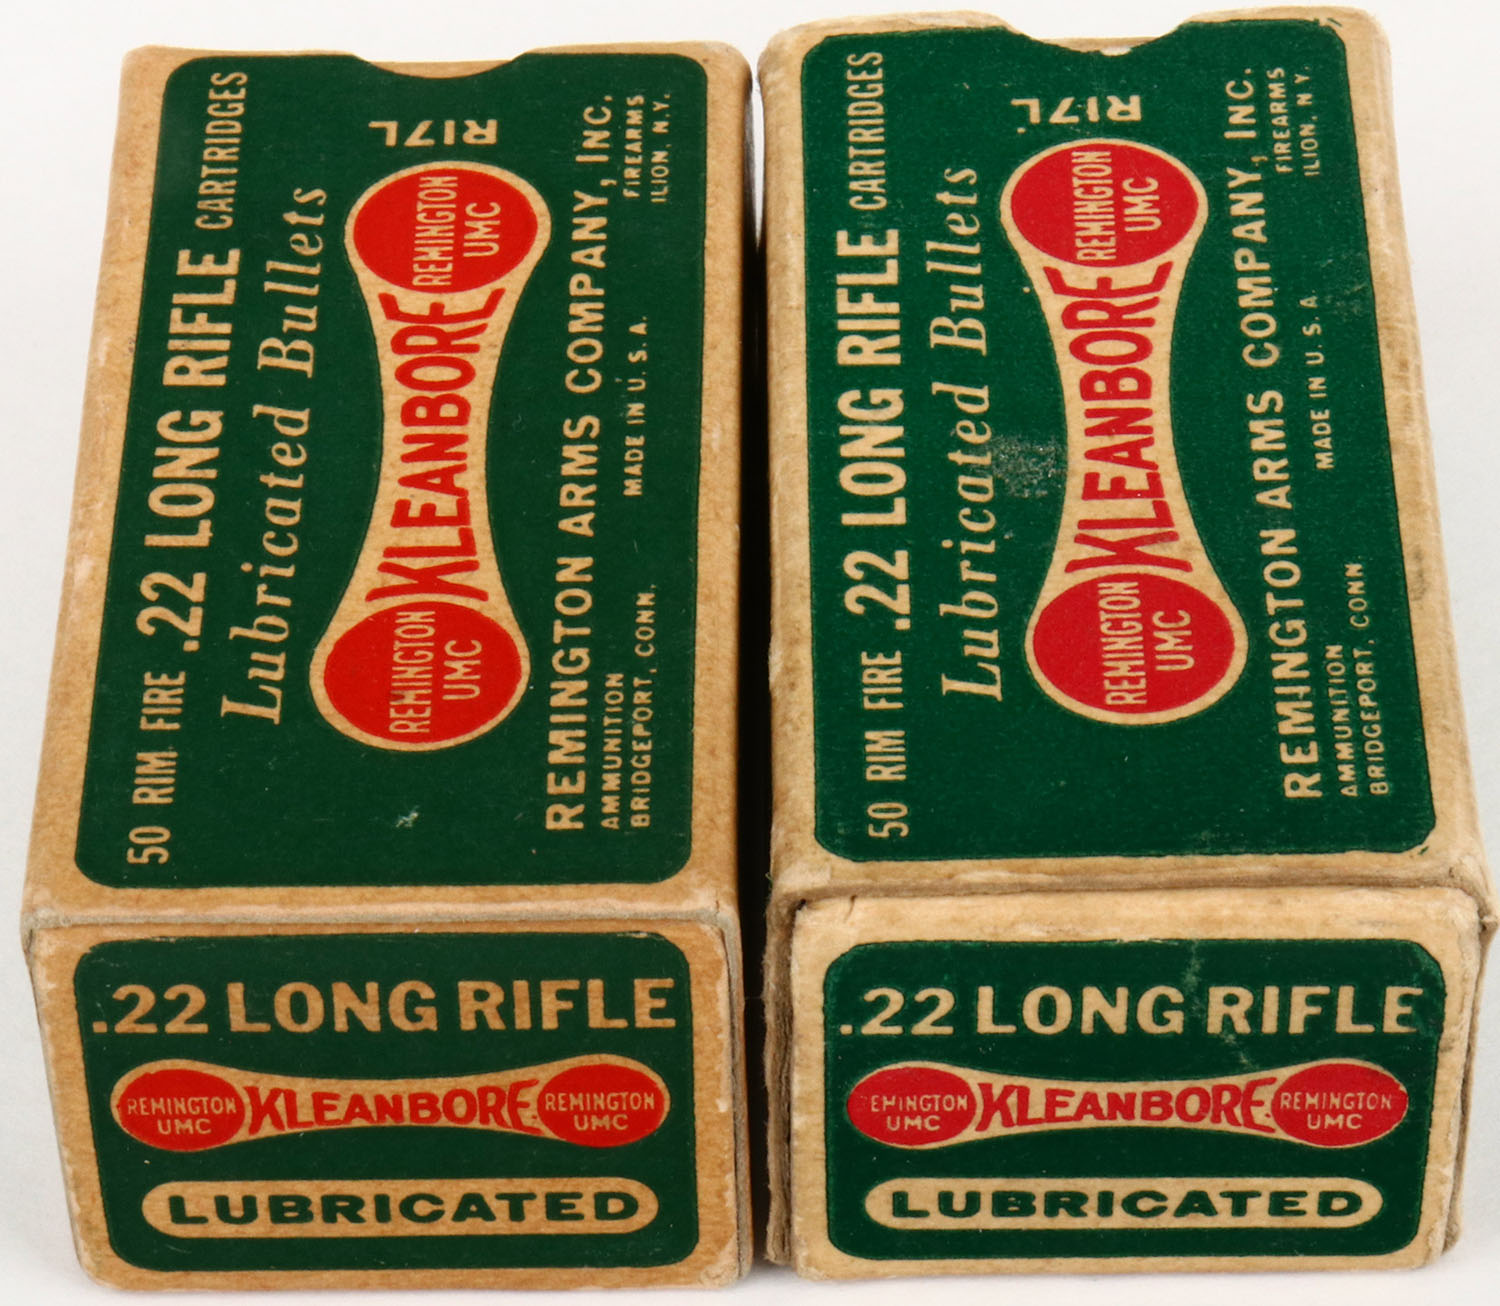 50 RIM FIRE .22 LONG RIFLE CARTRIDGES
Lubricated Bullets
R17L
REMINGTON
UMC
KLEANBORE
REMINGTON
UMC
REMINGTON ARMS COMPANY, INC.
AMMUNITION
BRIDGEPORT, CONN.
MADE IN U.S.A.
FIREARMS
ILION, N.Y.
.22 LONG RIFLE
REMINGTON
UMC
KLEANBORE
REMINGTON
UMC
LUBRICATED
50 RIM FIRE .22 LONG RIFLE CARTRIDGES
Lubricated Bullets
R17L
REMINGTON
UMC
KLEANBORE
REMINGTON
UMC
REMINGTON ARMS COMPANY, INC.
AMMUNITION
BRIDGEPORT, CONN
MADE IN U.S.A.
FIREARMS
ILION, N.Y.
.22 LONG RIFLE
EMINGTON
UMC
KLEANBORE
REMINGTON
UMC
LUBRICATED